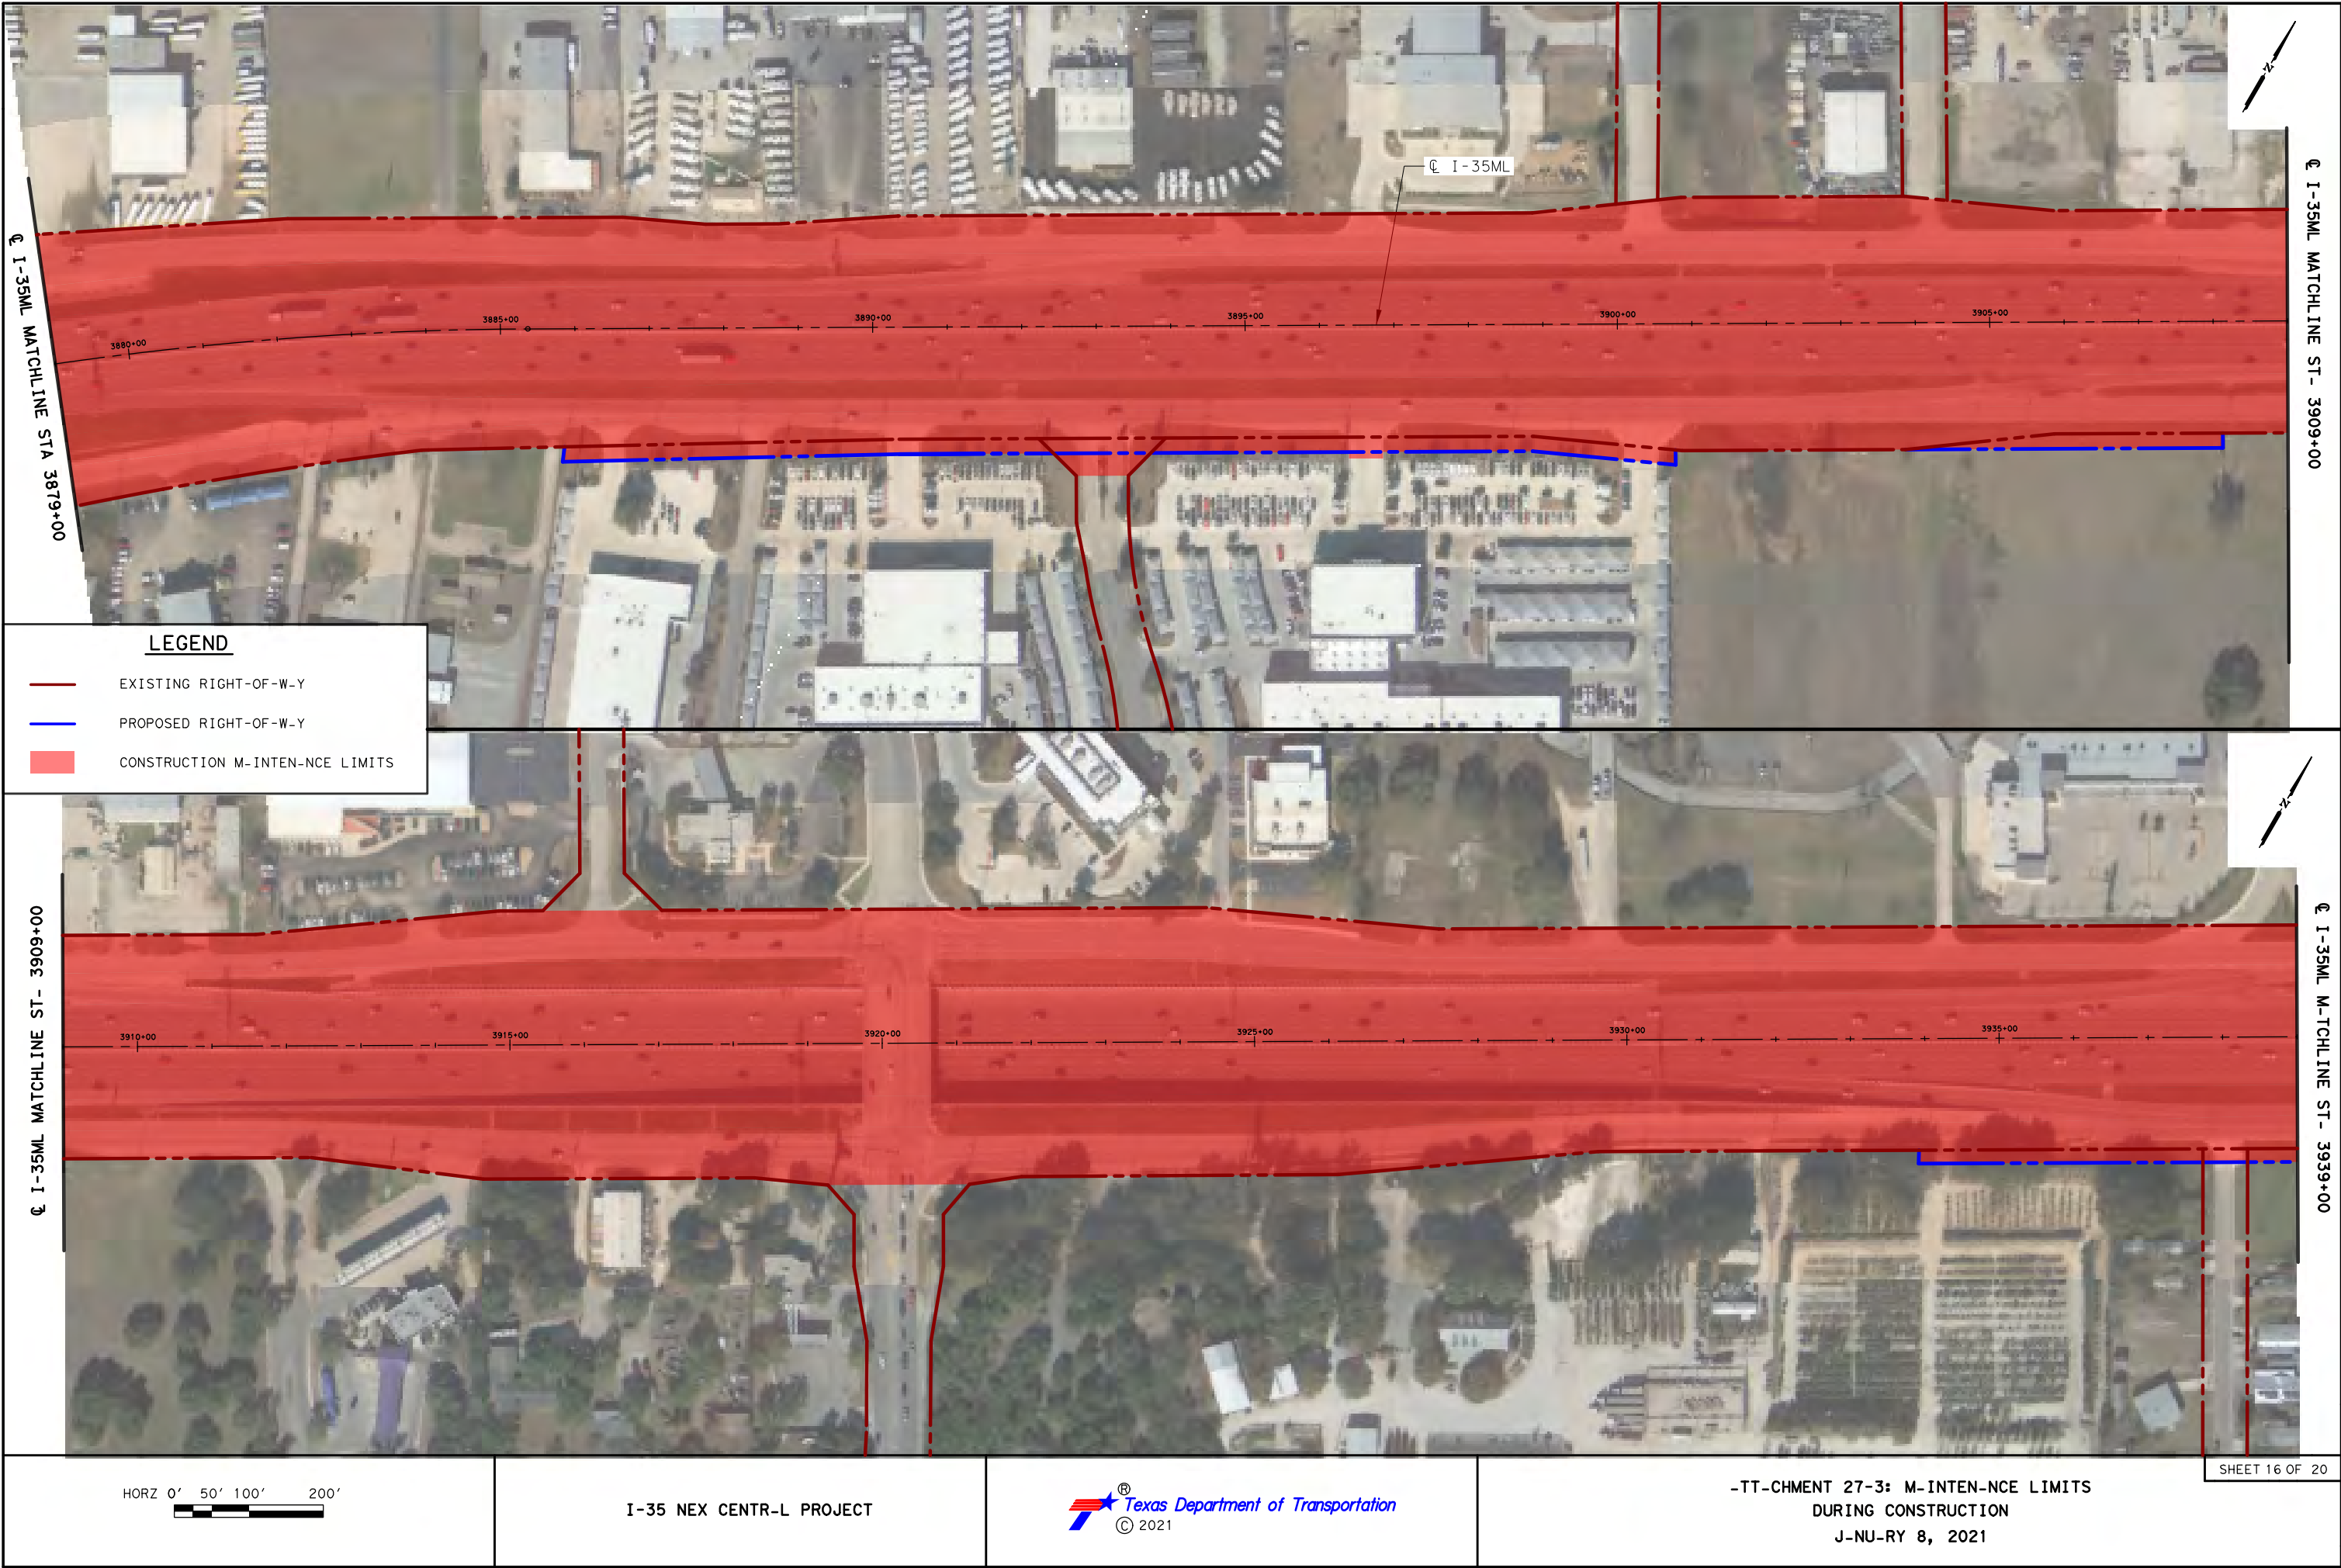 N
℄ I-35ML
℄ I-35ML MATCHLINE STA 3879+00
3880+00
3885+00
3890+00
3895+00
3900+00
3905+00
℄ I-35ML MATCHLINE ST- 3909+00
LEGEND
EXISTING RIGHT-OF-W-Y
PROPOSED RIGHT-OF-W-Y
CONSTRUCTION M-INTEN-NCE LIMITS
N
℄ I-35ML MATCHLINE ST- 3909+00
3910+00
3915+00
3920+00
3925+00
3930+00
3935+00
℄ I-35ML M-TCHLINE ST- 3939+00
SHEET 16 OF 20
HORZ 0' 50' 100' 200'
I-35 NEX CENTR-L PROJECT
®
Texas Department of Transportation
© 2021
-TT-CHMENT 27-3: M-INTEN-NCE LIMITS
DURING CONSTRUCTION
J-NU-RY 8, 2021